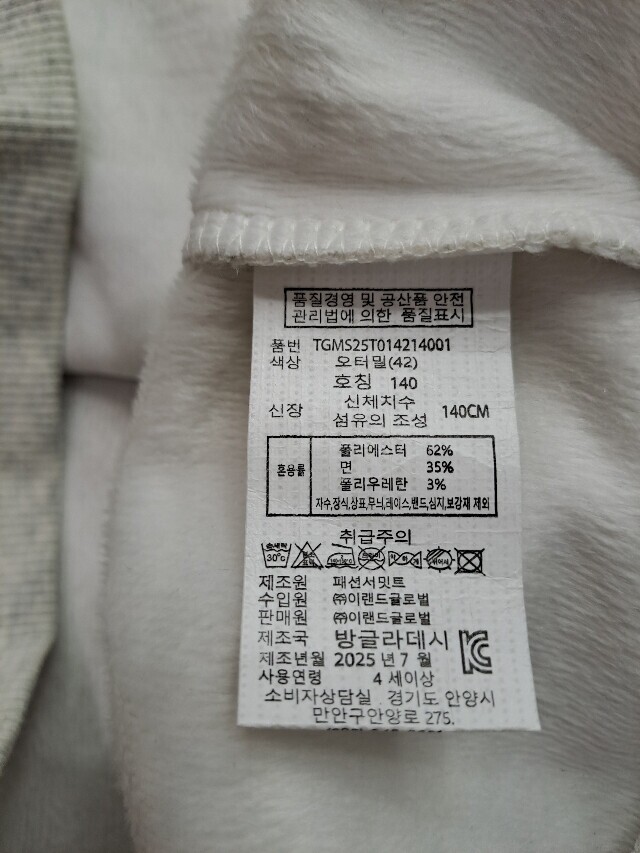 품질경영 및 공산품 안전
관리법에 의한 품질표시
품번 TGMS25T014214001
색상 오터밀(42)
호칭 140
신체치수
신장 140CM
섬유의 조성
혼용률
폴리에스터 62%
면 35%
폴리우레탄 3%
자수,장식,상표,무늬,레이스,밴드,심지,보강재 제외
취급주의
손세탁 30°C
제조원 패션서밋트
수입원 ㈜이랜드글로벌
판매원 ㈜이랜드글로벌
제조국 방글라데시
제조년월 2025 년 7 월
사용연령 4 세이상
소비자상담실 . 경기도 안양시
만안구안양로 275.